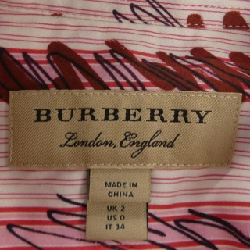 BURBERRY
London, England
MADE IN
CHINA
UK 2
US 0
IT 34